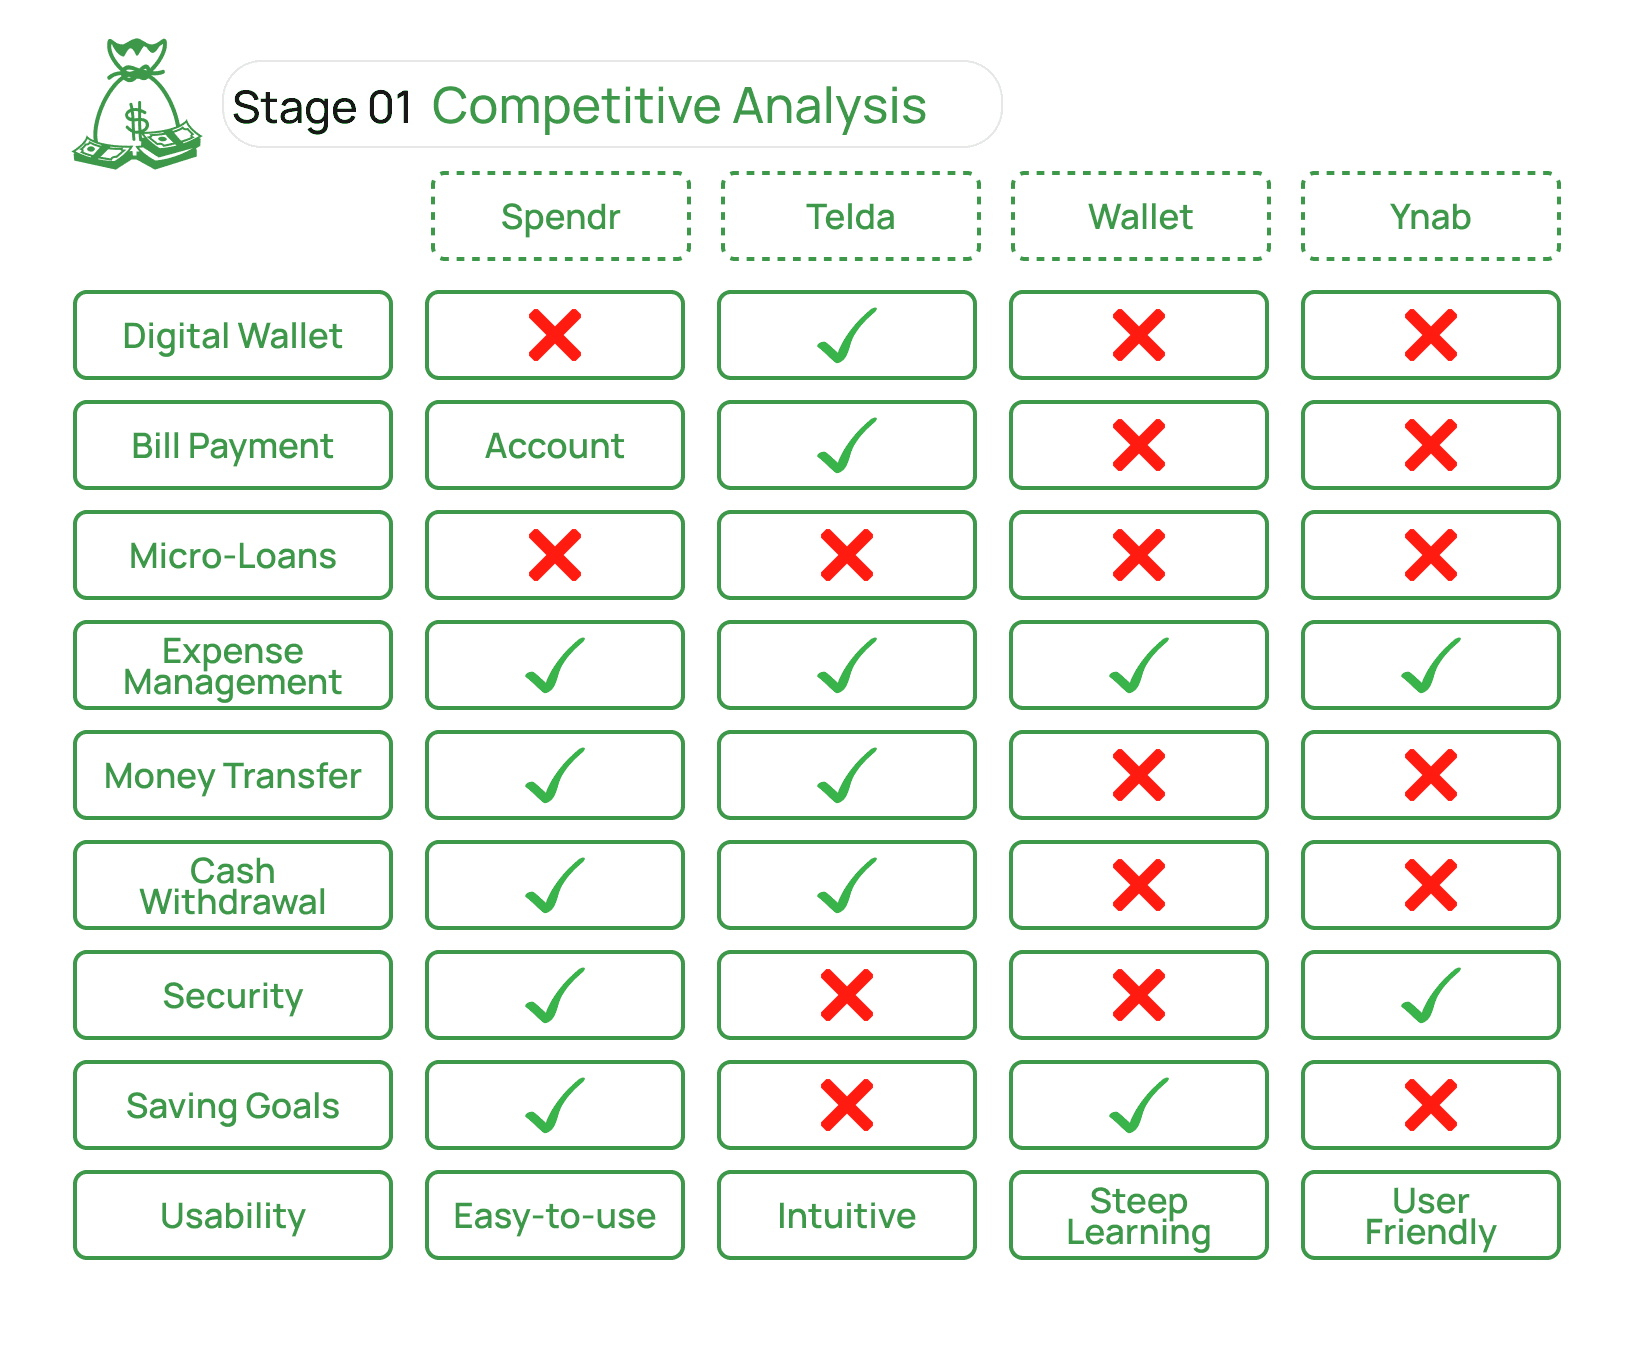 $
Stage 01 Competitive Analysis
Spendr Telda Wallet Ynab
Digital Wallet
Bill Payment Account
Micro-Loans
Expense
Management
Money Transfer
Cash
Withdrawal
Security
Saving Goals
Usability Easy-to-use Intuitive Steep
Learning User
Friendly